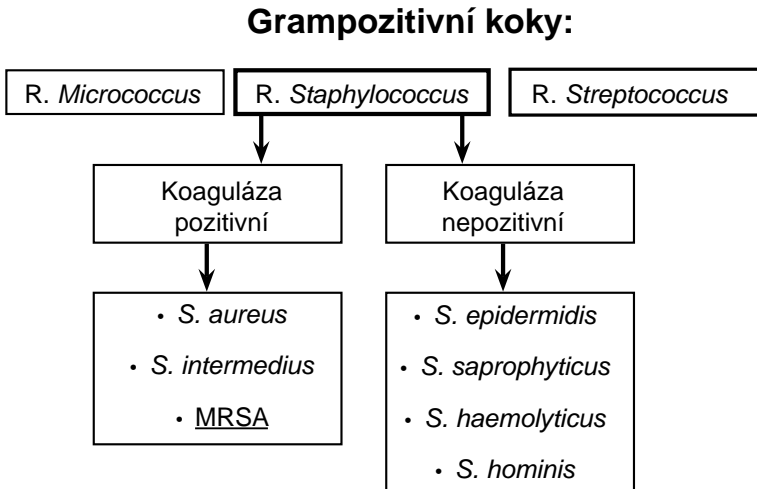 Grampozitivní koky:
R. Micrococcus
R. Staphylococcus
R. Streptococcus
Koaguláza
pozitivní
Koaguláza
nepozitivní
• S. aureus
• S. intermedius
• MRSA
• S. epidermidis
• S. saprophyticus
• S. haemolyticus
• S. hominis